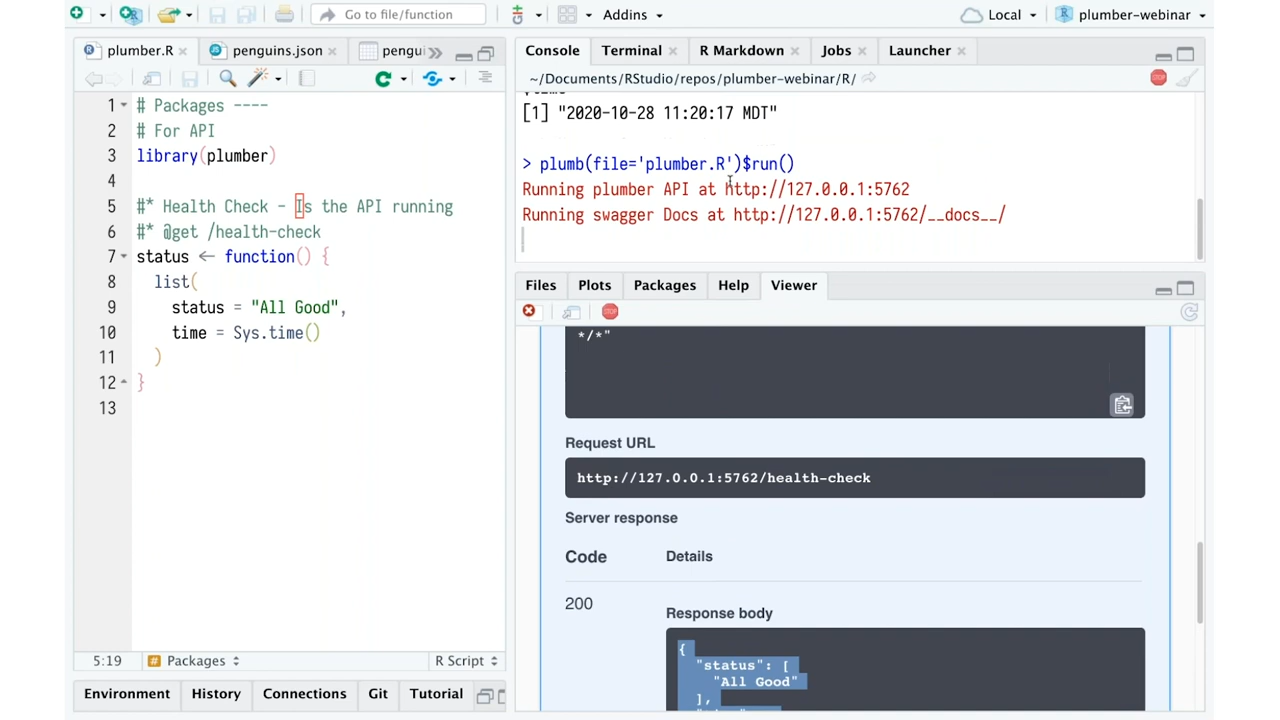 Go to file/function
Addins
Local
plumber-webinar
plumber.R
penguins.json
pengui
1 # Packages ----
2 # For API
3 library(plumber)
4
5 #* Health Check - Is the API running
6 #* @get /health-check
7 status ← function() {
8 list(
9 status = "All Good",
10 time = Sys.time()
11 )
12 }
13
5:19
# Packages
R Script
Environment
History
Connections
Git
Tutorial
Console
Terminal
R Markdown
Jobs
Launcher
~/Documents/RStudio/repos/plumber-webinar/R/
[1] "2020-10-28 11:20:17 MDT"
> plumb(file='plumber.R')$run()
Running plumber API at http://127.0.0.1:5762
Running swagger Docs at http://127.0.0.1:5762/__docs__/
Files
Plots
Packages
Help
Viewer
*/*"
Request URL
http://127.0.0.1:5762/health-check
Server response
Code Details
200
Response body
{
"status": [
"All Good"
],